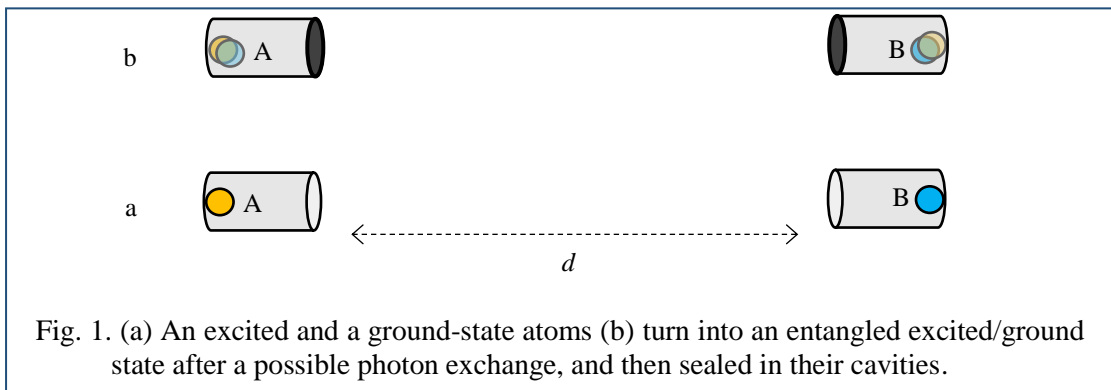 b A B
a A B
d
Fig. 1. (a) An excited and a ground-state atoms (b) turn into an entangled excited/ground
state after a possible photon exchange, and then sealed in their cavities.